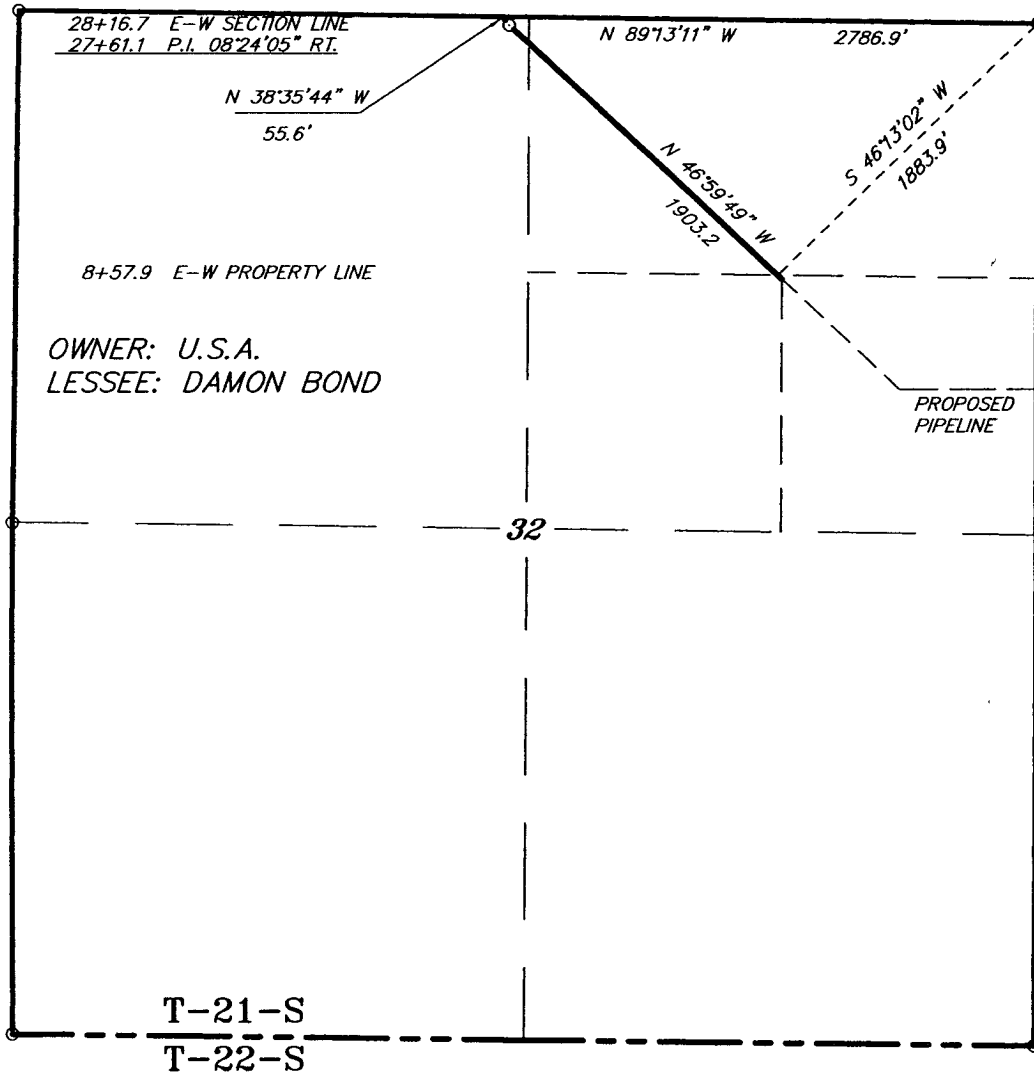 28+16.7 E-W SECTION LINE
27+61.1 P.I. 08°24'05" RT.
N 89°13'11" W 2786.9'
N 38°35'44" W
55.6'
S 46°13'02" W
1883.9'
N 46°59'49" W
1903.2
8+57.9 E-W PROPERTY LINE
OWNER: U.S.A.
LESSEE: DAMON BOND
PROPOSED
PIPELINE
32
T-21-S
T-22-S